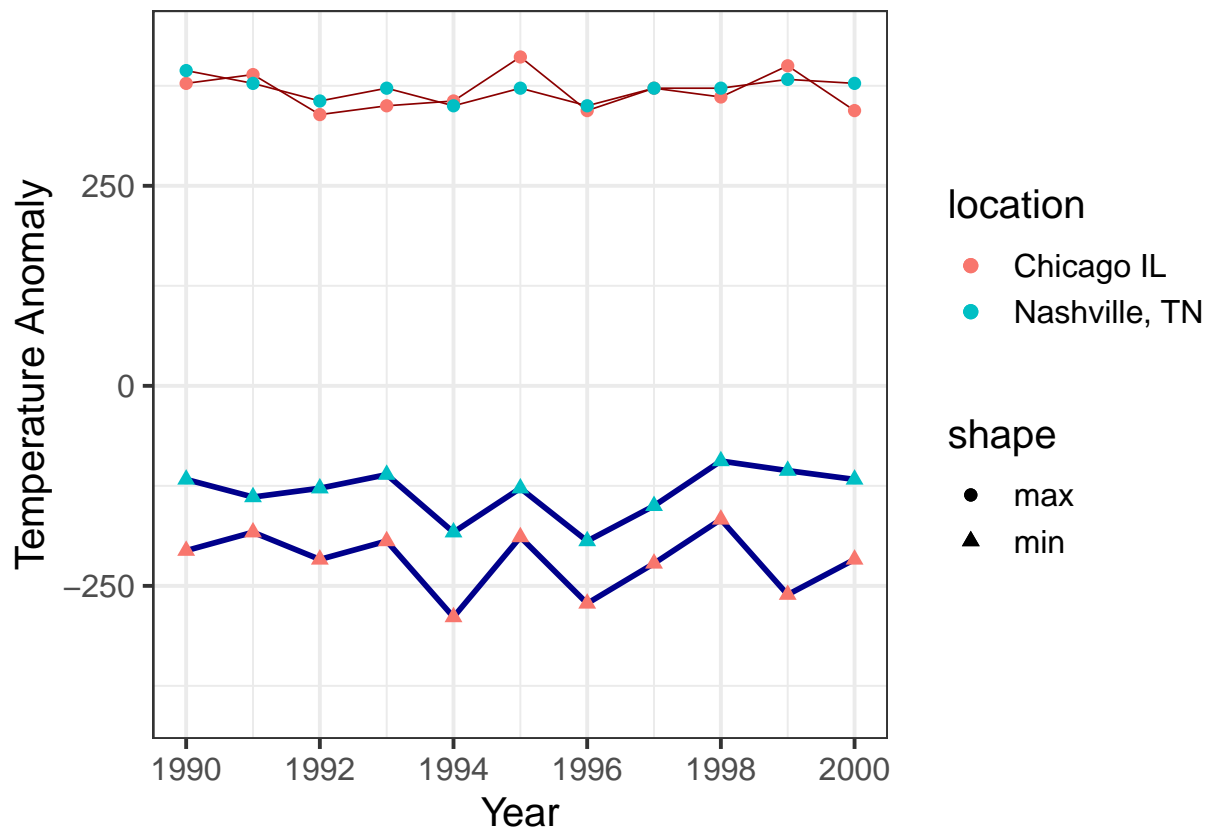 Temperature Anomaly
250
0
−250
1990 1992 1994 1996 1998 2000
Year
location
Chicago IL
Nashville, TN
shape
max
min